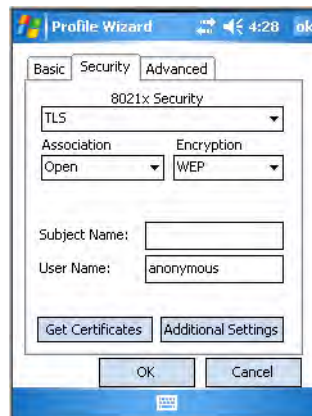 Profile Wizard 4:28 ok
Basic Security Advanced
8021x Security
TLS
Association Encryption
Open WEP
Subject Name:
User Name: anonymous
Get Certificates Additional Settings
OK Cancel